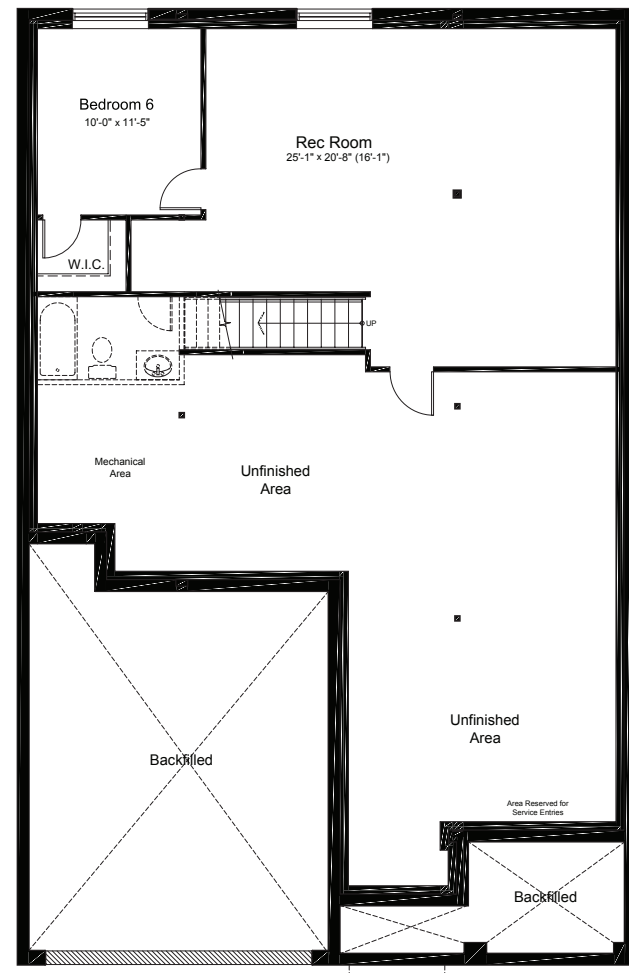 Bedroom 6
10'-0" x 11'-5"
Rec Room
25'-1" x 20'-8" (16'-1")
W.I.C.
UP
Mechanical
Area
Unfinished
Area
Unfinished
Area
Backfilled
Area Reserved for
Service Entries
Backfilled